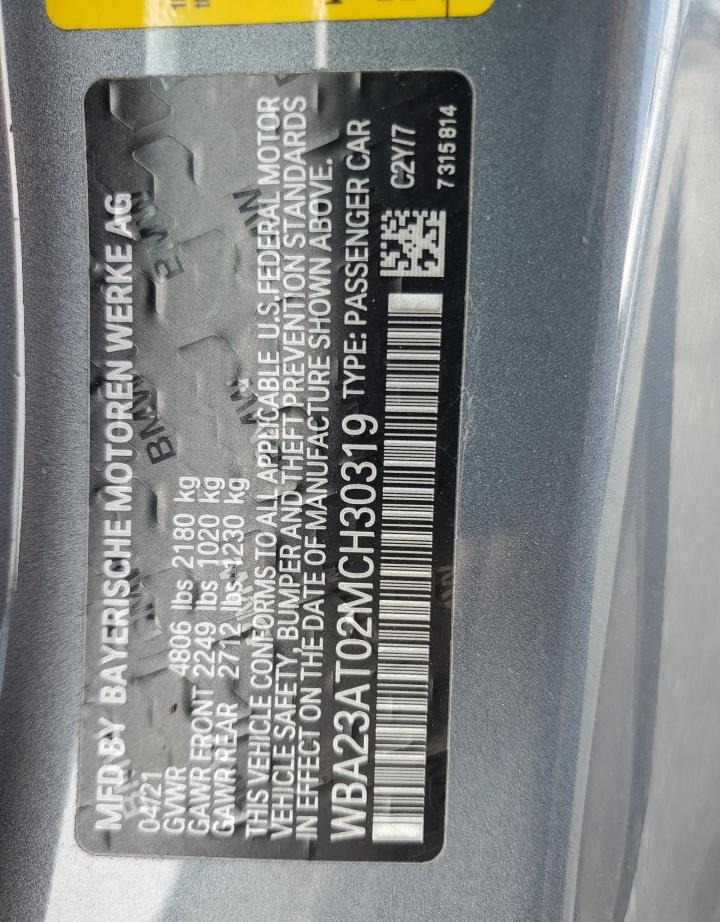 MFD BY BAYERISCHE MOTOREN WERKE AG
04/21
GVWR 4806 lbs 2180 kg
GAWR FRONT 2249 lbs 1020 kg
GAWR REAR 2712 lbs 1230 kg
THIS VEHICLE CONFORMS TO ALL APPLICABLE U.S. FEDERAL MOTOR
VEHICLE SAFETY, BUMPER AND THEFT PREVENTION STANDARDS
IN EFFECT ON THE DATE OF MANUFACTURE SHOWN ABOVE.
WBA23AT02MCH30319 TYPE: PASSENGER CAR
C2Y/7
7 315 814